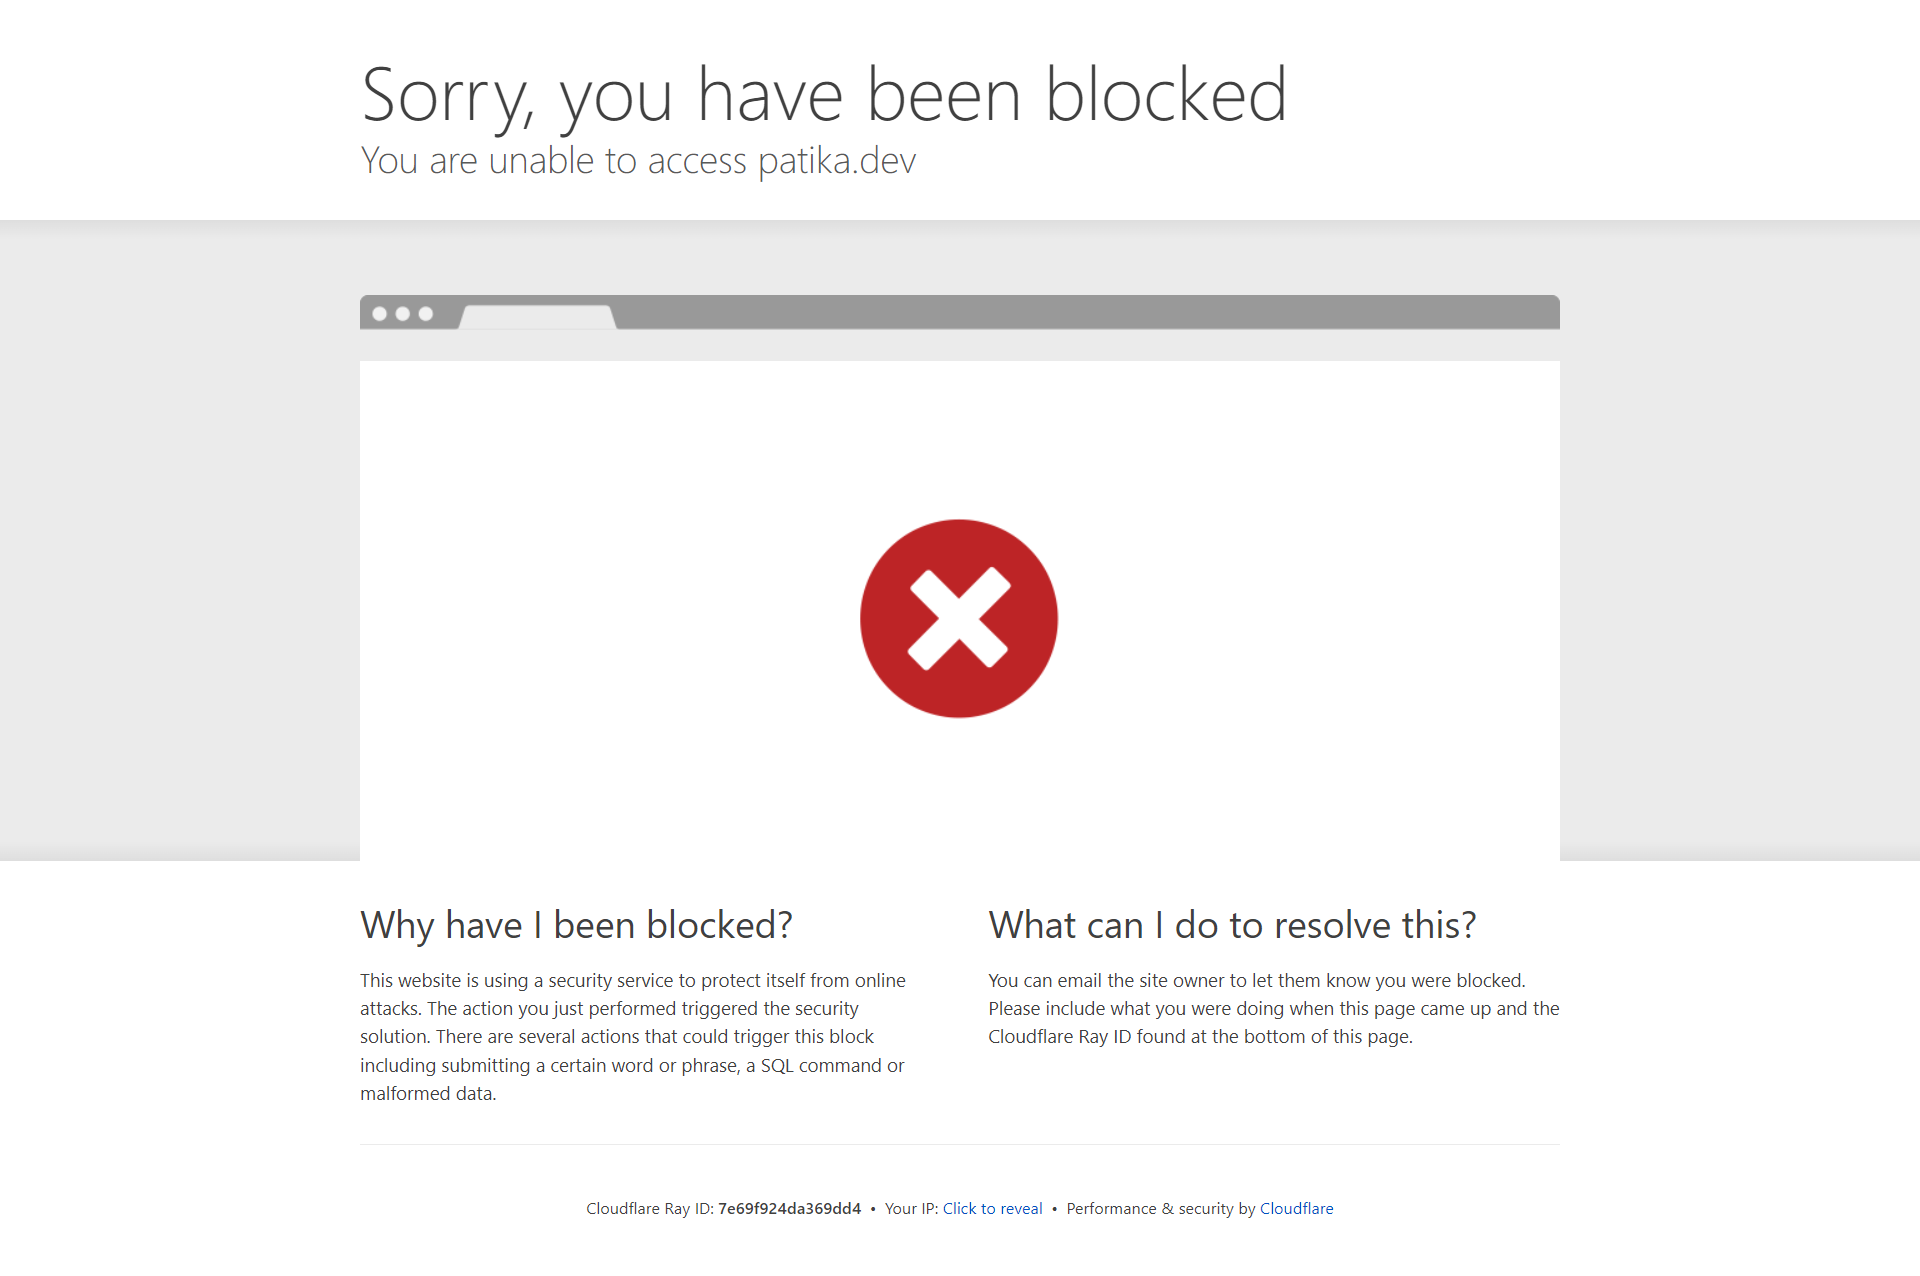 Sorry, you have been blocked
You are unable to access patika.dev
Why have I been blocked?
This website is using a security service to protect itself from online
attacks. The action you just performed triggered the security
solution. There are several actions that could trigger this block
including submitting a certain word or phrase, a SQL command or
malformed data.
What can I do to resolve this?
You can email the site owner to let them know you were blocked.
Please include what you were doing when this page came up and the
Cloudflare Ray ID found at the bottom of this page.
Cloudflare Ray ID: 7e69f924da369dd4 • Your IP: Click to reveal • Performance & security by Cloudflare